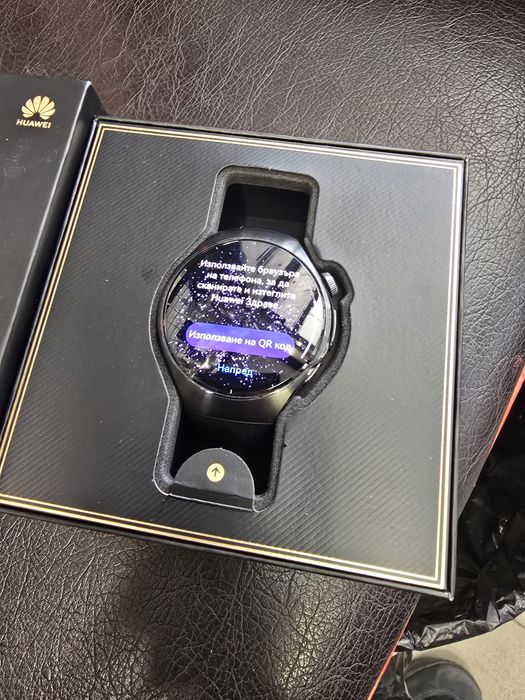 HUAWEI
Използвайте браузъра
на телефона, за да
сканирате и изтеглите
Huawei Здраве.
Използване на QR код
Напред